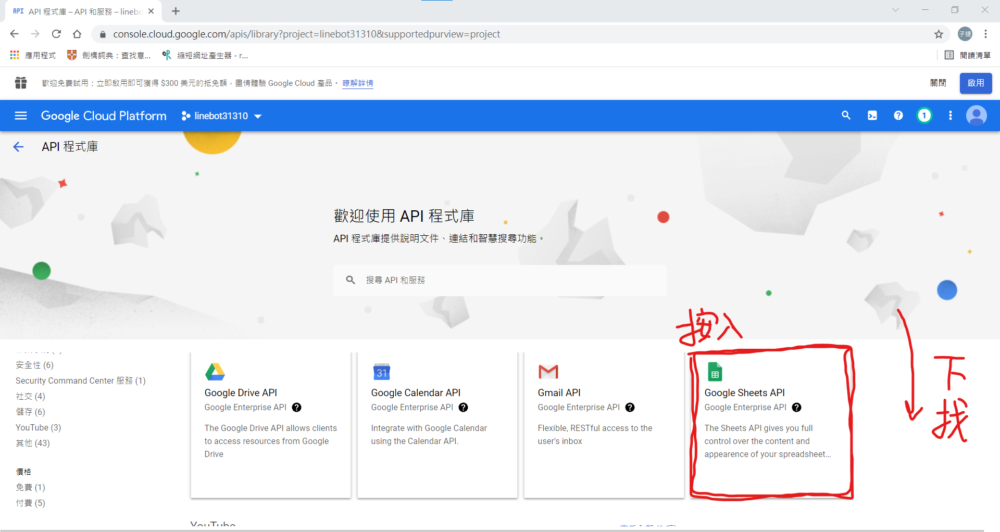 API 程式庫 – API 和服務 – linebo
console.cloud.google.com/apis/library?project=linebot31310&supportedpurview=project
子捷
應用程式
劍橋詞典：查找意...
縮短網址產生器 - r...
閱讀清單
歡迎免費試用：立即啟用即可獲得 $300 美元的抵免額，盡情體驗 Google Cloud 產品。 瞭解詳情
關閉
啟用
Google Cloud Platform
linebot31310
1
API 程式庫
歡迎使用 API 程式庫
API 程式庫提供說明文件、連結和智慧搜尋功能。
搜尋 API 和服務
按入
下找
安全性 (6)
Security Command Center 服務 (1)
社交 (4)
儲存 (6)
YouTube (3)
其他 (43)
價格
免費 (1)
付費 (5)
Google Drive API
Google Enterprise API
The Google Drive API allows clients
to access resources from Google
Drive
31
Google Calendar API
Google Enterprise API
Integrate with Google Calendar
using the Calendar API.
Gmail API
Google Enterprise API
Flexible, RESTful access to the
user's inbox
Google Sheets API
Google Enterprise API
The Sheets API gives you full
control over the content and
appearence of your spreadsheet...
YouTube